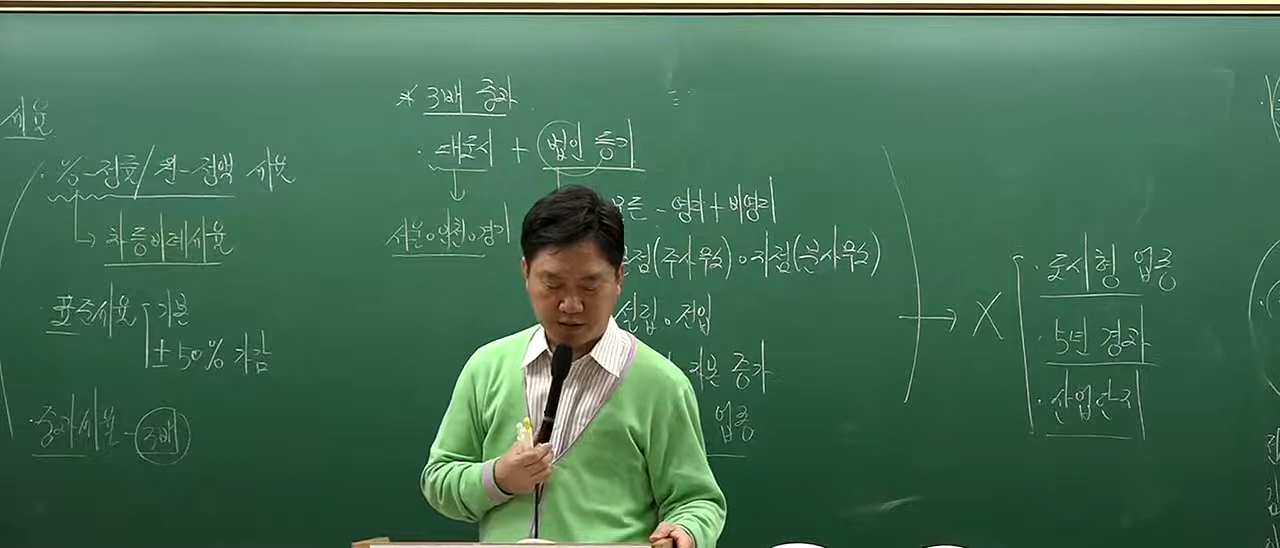 세율
· % - 정률/원 - 정액 세율
→ 차등비례세율
· 표준세율 [기본
±50% 가감
· 중과세율 - 3배
* 3배 중과
· 대도시 + 법인 등기
서울 · 인천 · 경기
- 영리 + 비영리
점(주사무소) · 지점(분사무소)
설립 · 전입
자본 증가
업종
→ X
· 도시형 업종
· 5년 경과
· 산업단지